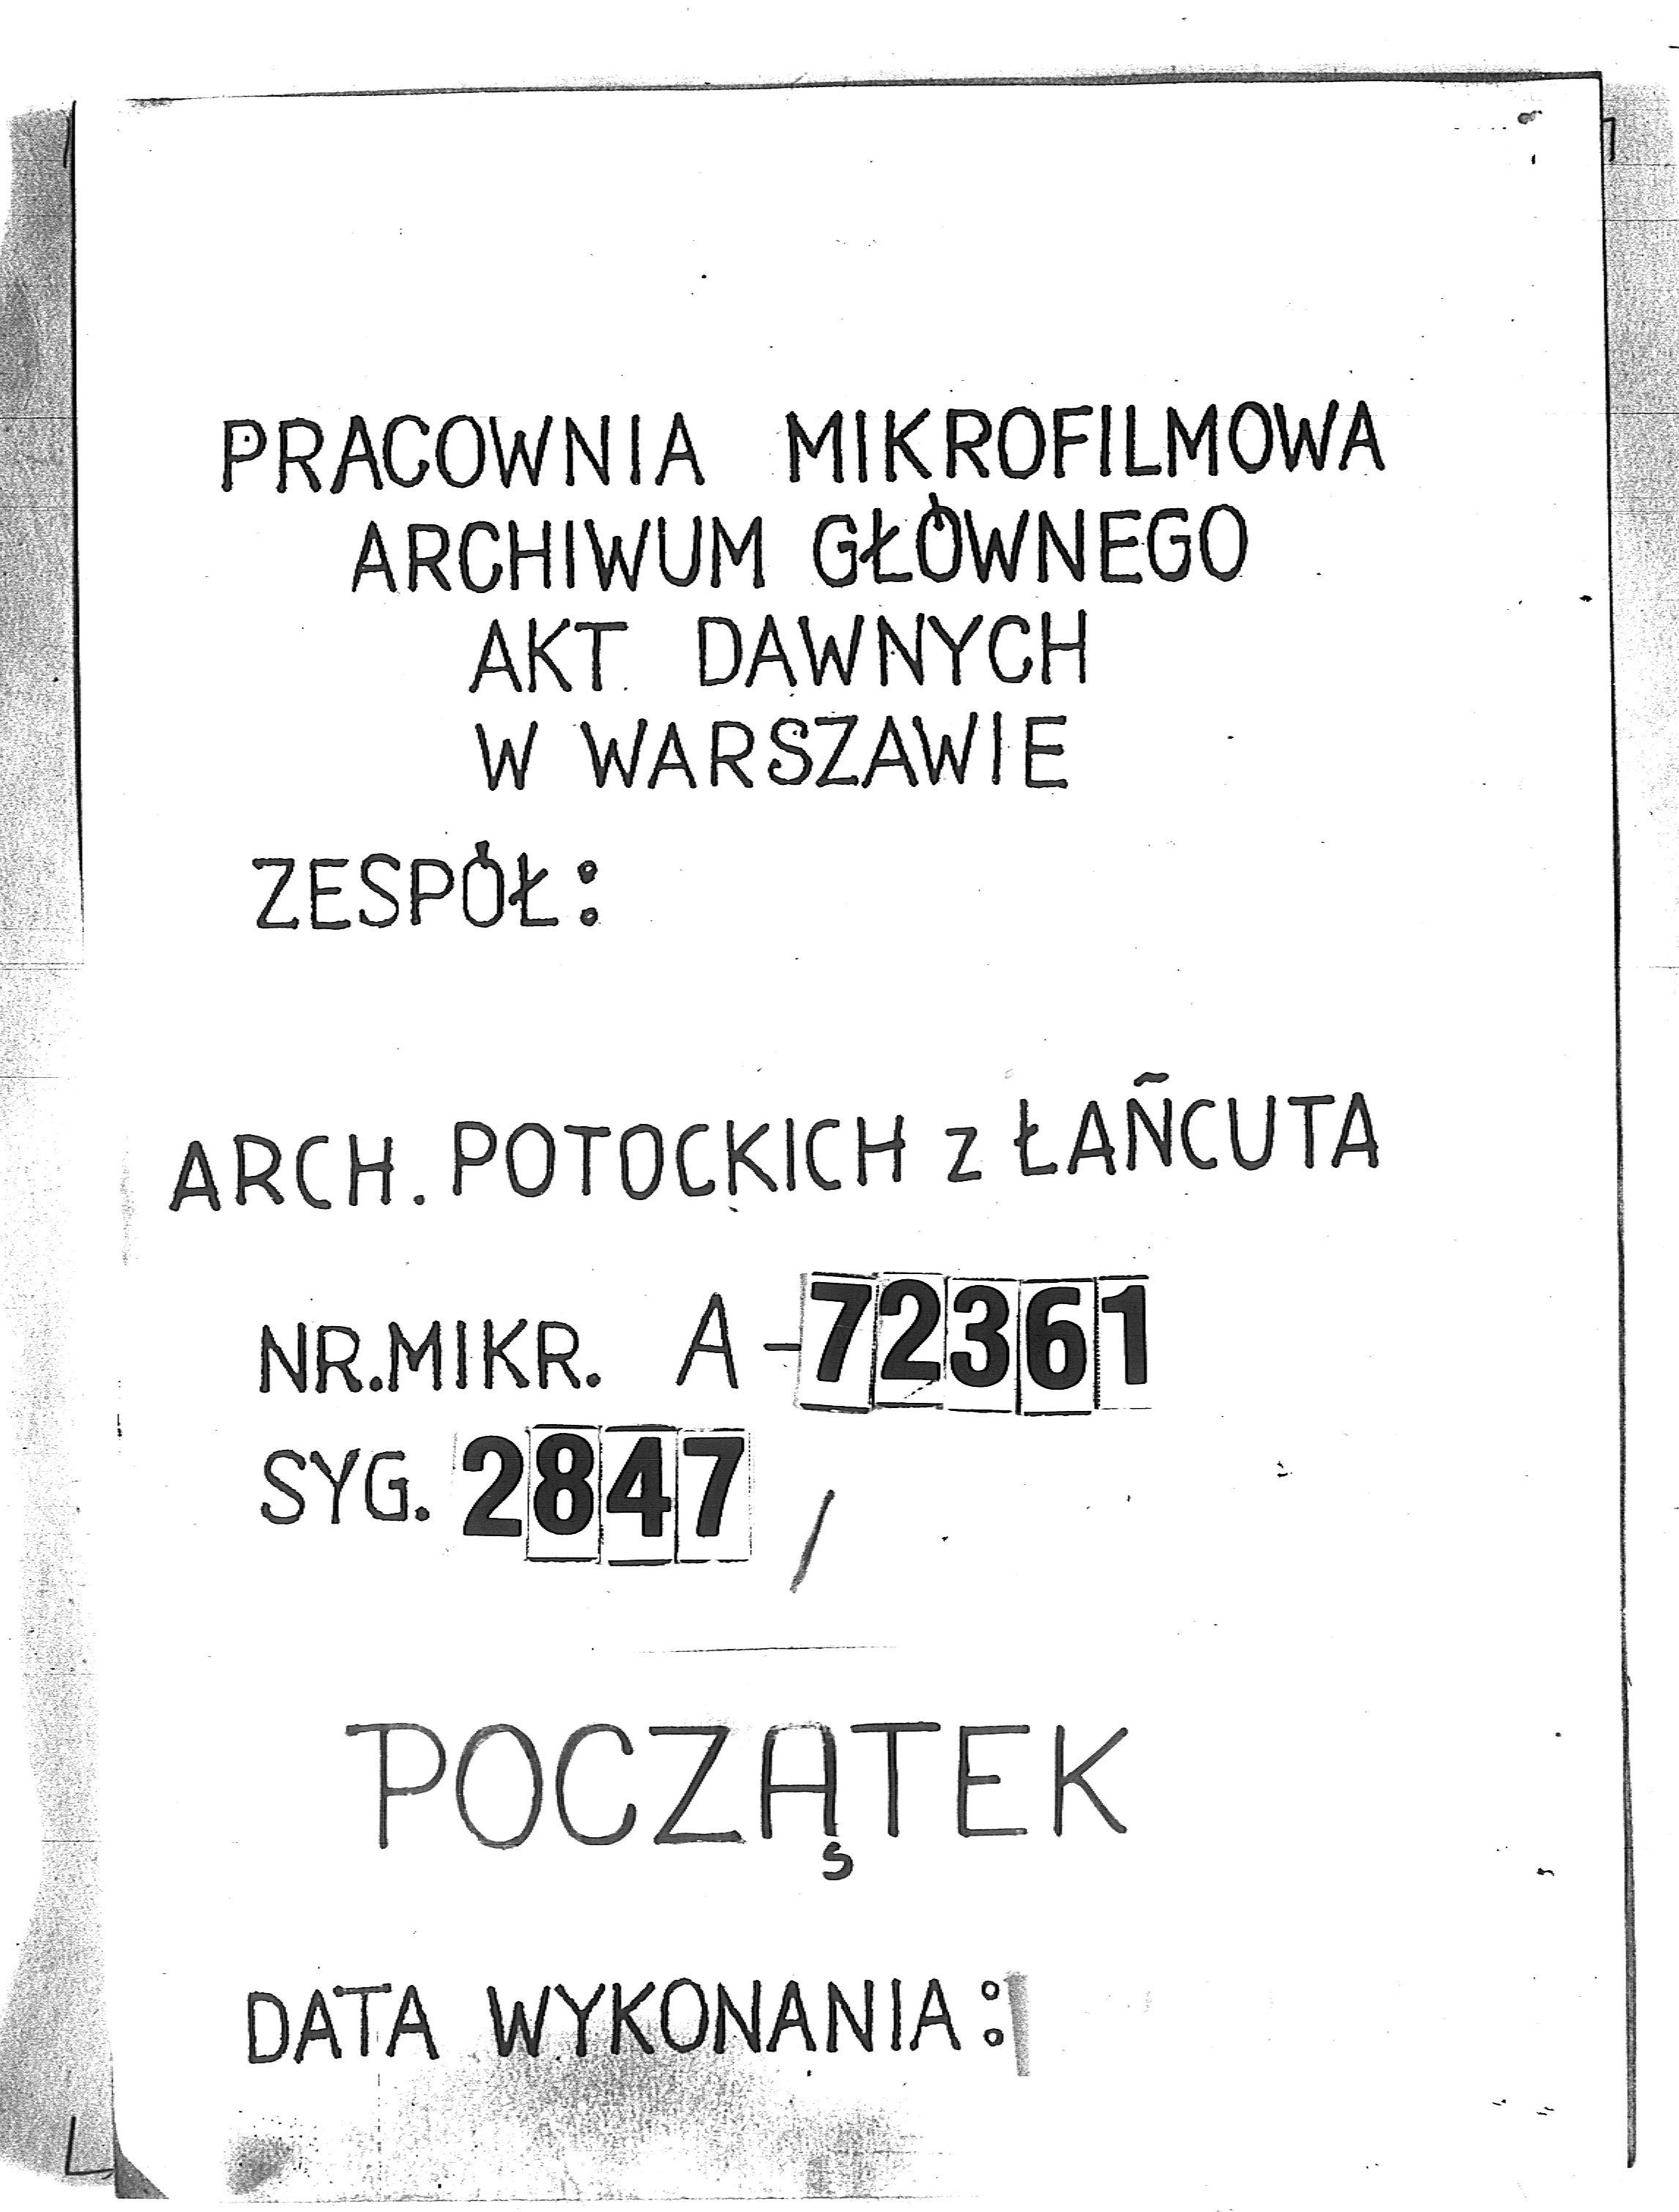 PRACOWNIA MIKROFILMOWA
ARCHIWUM GŁÓWNEGO
AKT DAWNYCH
W WARSZAWIE
ZESPÓŁ:
ARCH. POTOCKICH z ŁAŃCUTA
NR.MIKR. A-72361
SYG. 2847 /
POCZĄTEK
DATA WYKONANIA: